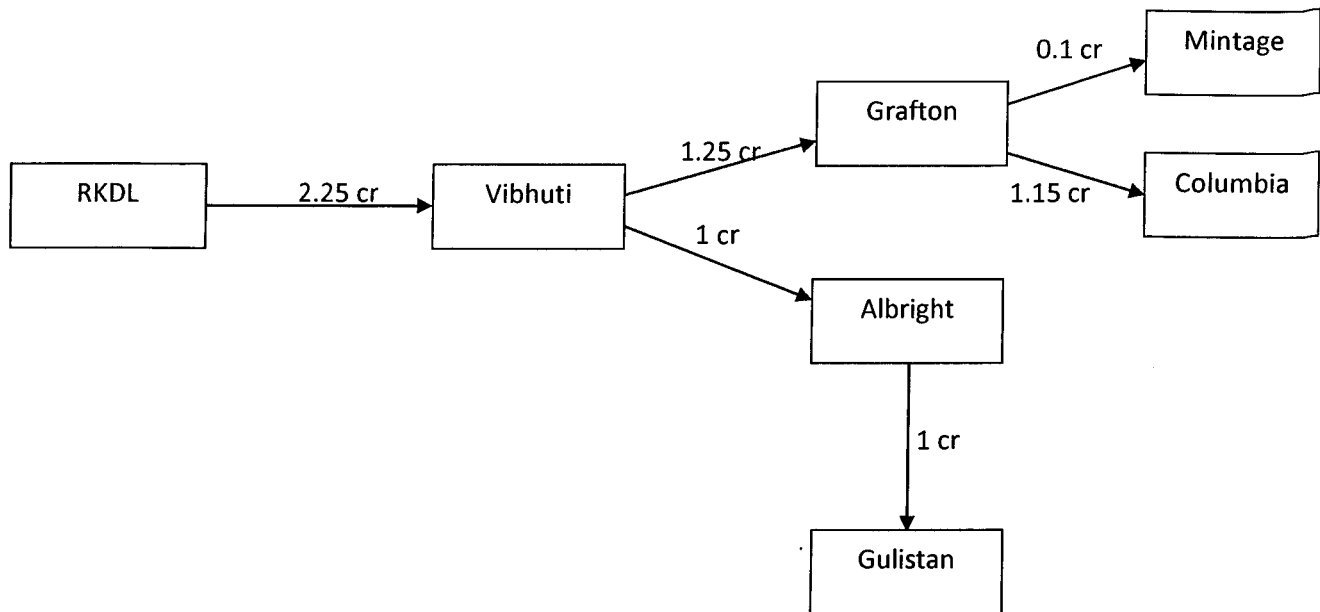 Mintage
0.1 cr
Grafton
1.25 cr
Columbia
RKDL
2.25 cr
Vibhuti
1.15 cr
1 cr
Albright
1 cr
Gulistan